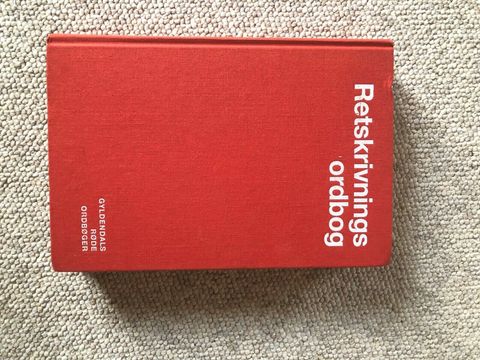 Retskrivnings
ordbog
GYLDENDALS
RØDE
ORDBØGER